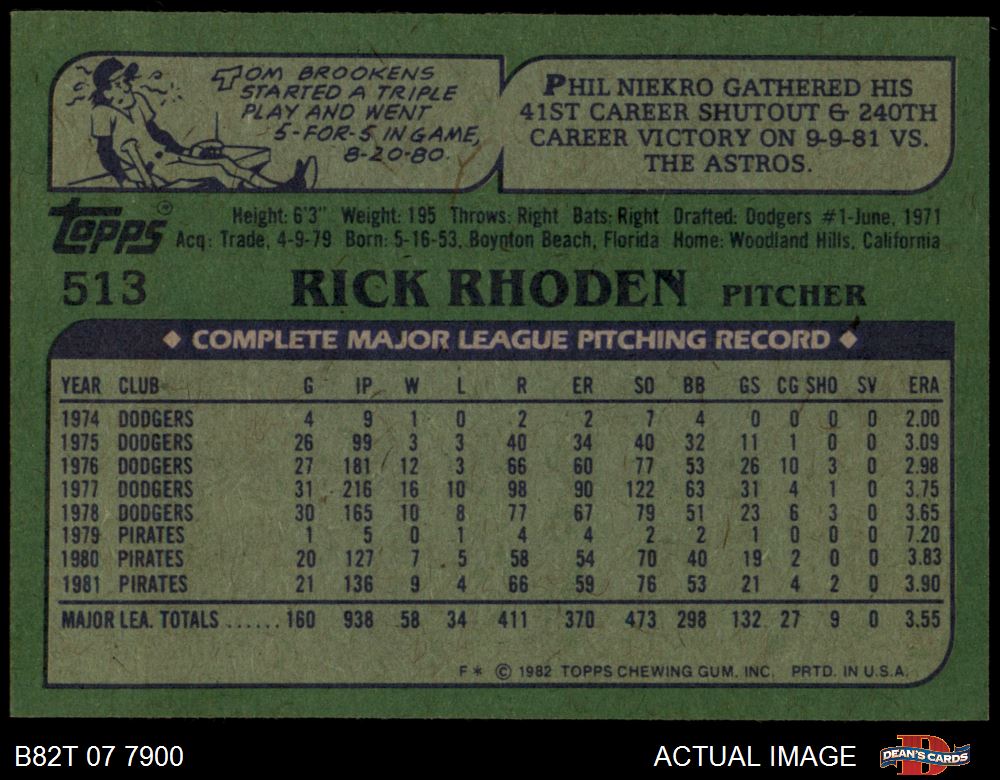 TOM BROOKENS
STARTED A TRIPLE
PLAY AND WENT
5-FOR-5 IN GAME,
8-20-80.
PHIL NIEKRO GATHERED HIS
41ST CAREER SHUTOUT & 240TH
CAREER VICTORY ON 9-9-81 VS.
THE ASTROS.
Topps®
Height: 6'3" Weight: 195 Throws: Right Bats: Right Drafted: Dodgers #1-June, 1971
Acq: Trade, 4-9-79 Born: 5-16-53, Boynton Beach, Florida Home: Woodland Hills, California
513 RICK RHODEN PITCHER
◆ COMPLETE MAJOR LEAGUE PITCHING RECORD ◆
YEAR CLUB G IP W L R ER SO BB GS CG SHO SV ERA
1974 DODGERS 4 9 1 0 2 2 7 4 0 0 0 0 2.00
1975 DODGERS 26 99 3 3 40 34 40 32 11 1 0 0 3.09
1976 DODGERS 27 181 12 3 66 60 77 53 26 10 3 0 2.98
1977 DODGERS 31 216 16 10 98 90 122 63 31 4 1 0 3.75
1978 DODGERS 30 165 10 8 77 67 79 51 23 6 3 0 3.65
1979 PIRATES 1 5 0 1 4 4 2 2 1 0 0 0 7.20
1980 PIRATES 20 127 7 5 58 54 70 40 19 2 0 0 3.83
1981 PIRATES 21 136 9 4 66 59 76 53 21 4 2 0 3.90
MAJOR LEA. TOTALS ...... 160 938 58 34 411 370 473 298 132 27 9 0 3.55
F* © 1982 TOPPS CHEWING GUM, INC. PRTD. IN U.S.A.
B82T 07 7900 ACTUAL IMAGE D DEAN'S CARDS